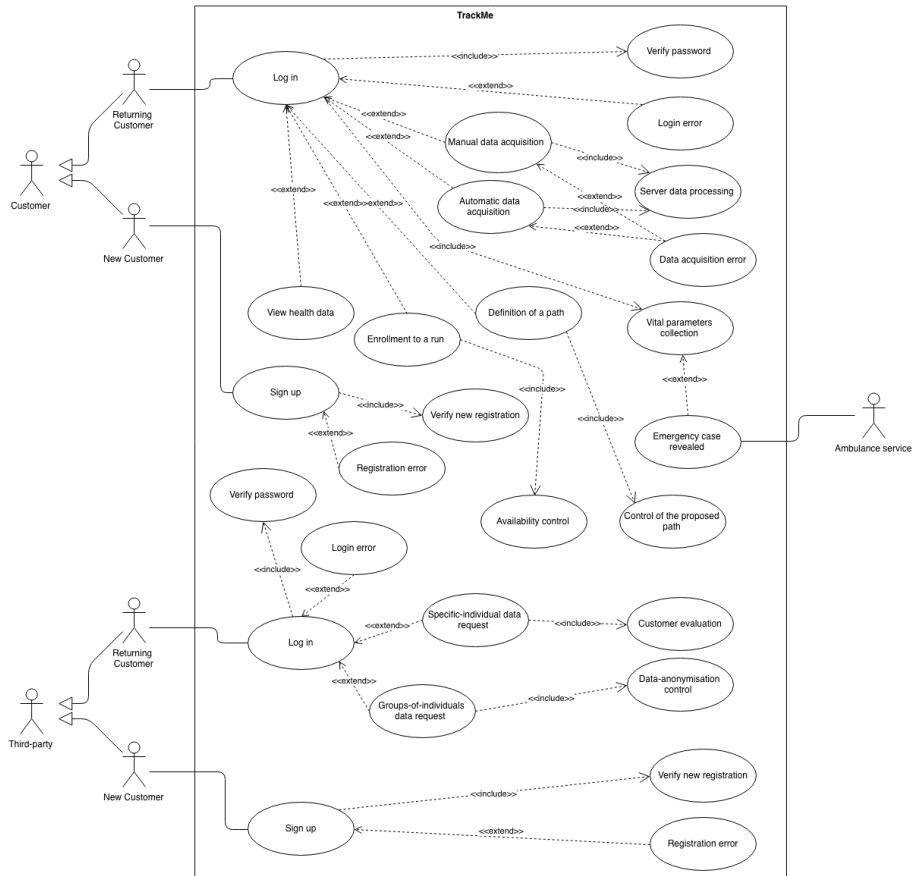 TrackMe
Verify password
<<include>>
Log in
<<extend>>
Returning
Customer
Login error
<<extend>>
Manual data acquisition
<<extend>>
<<include>>
Customer
Server data processing
<<extend>>
<<extend>>
Automatic data
acquisition
<<include>>
<<extend>>extend>>
<<extend>>
<<include>>
New Customer
Data acquisition error
View health data
Definition of a path
Vital parameters
collection
Enrollment to a run
<<extend>>
<<include>>
Sign up
<<include>>
Verify new registration
<<include>>
<<extend>>
Emergency case
revealed
Ambulance service
Registration error
Verify password
Availability control
Control of the proposed
path
Login error
<<include>>
<<extend>>
Specific-individual data
request
<<extend>>
<<include>>
Customer evaluation
Returning
Customer
Log in
<<extend>>
Data-anonymisation
control
<<include>>
Groups-of-individuals
data request
Third-party
Verify new registration
<<include>>
New Customer
Sign up
<<extend>>
Registration error